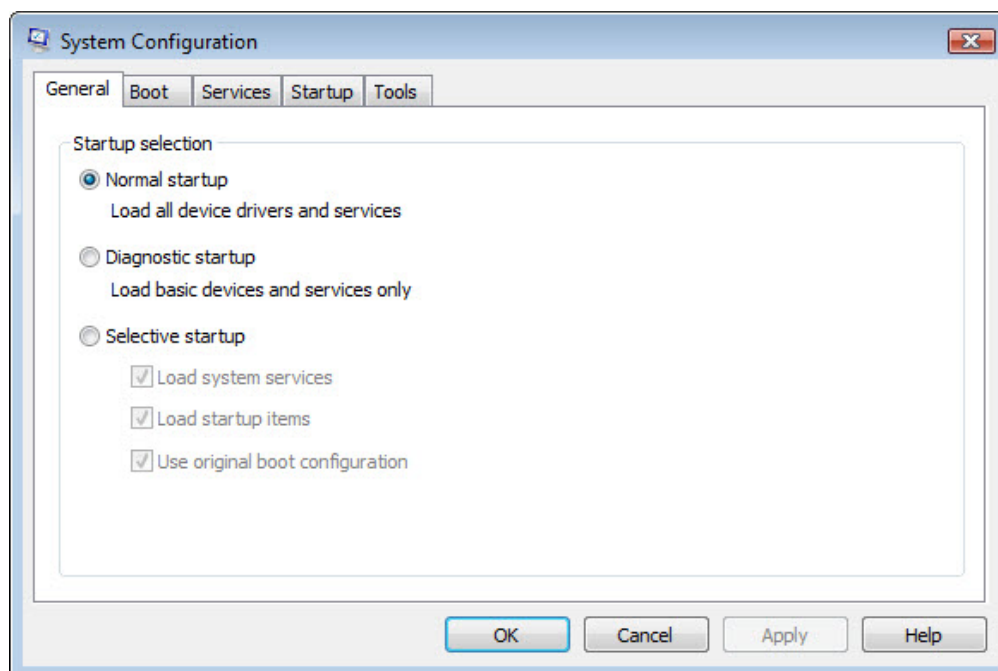 System Configuration
General Boot Services Startup Tools
Startup selection
Normal startup
Load all device drivers and services
Diagnostic startup
Load basic devices and services only
Selective startup
Load system services
Load startup items
Use original boot configuration
OK Cancel Apply Help